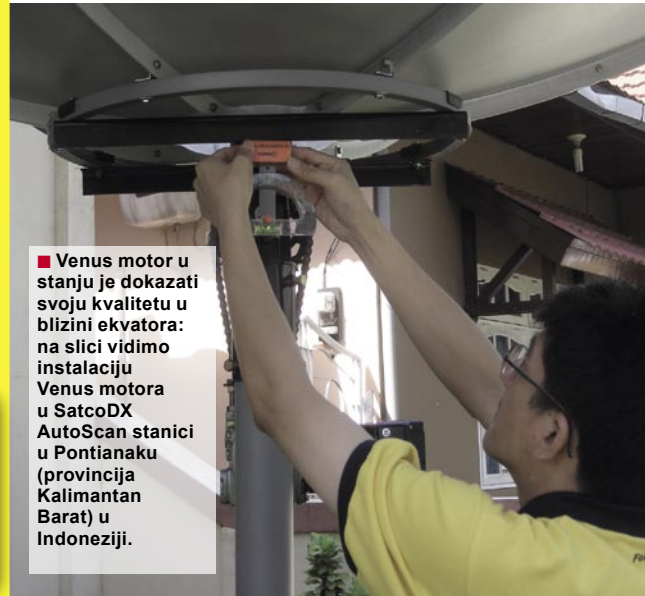 ■ Venus motor u
stanju je dokazati
svoju kvalitetu u
blizini ekvatora:
na slici vidimo
instalaciju
Venus motora
u SatcoDX
AutoScan stanici
u Pontianaku
(provincija
Kalimantan
Barat) u
Indoneziji.